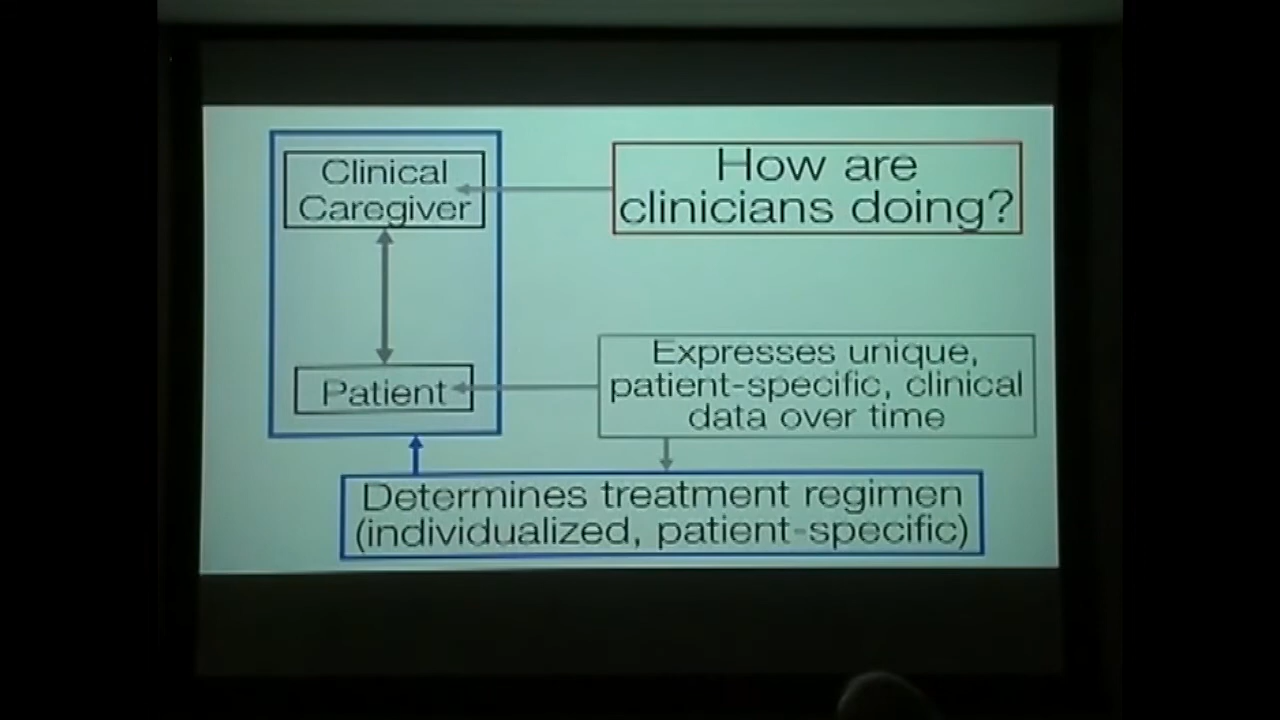 Clinical
Caregiver
How are
clinicians doing?
Patient
Expresses unique,
patient-specific, clinical
data over time
Determines treatment regimen
(individualized, patient-specific)